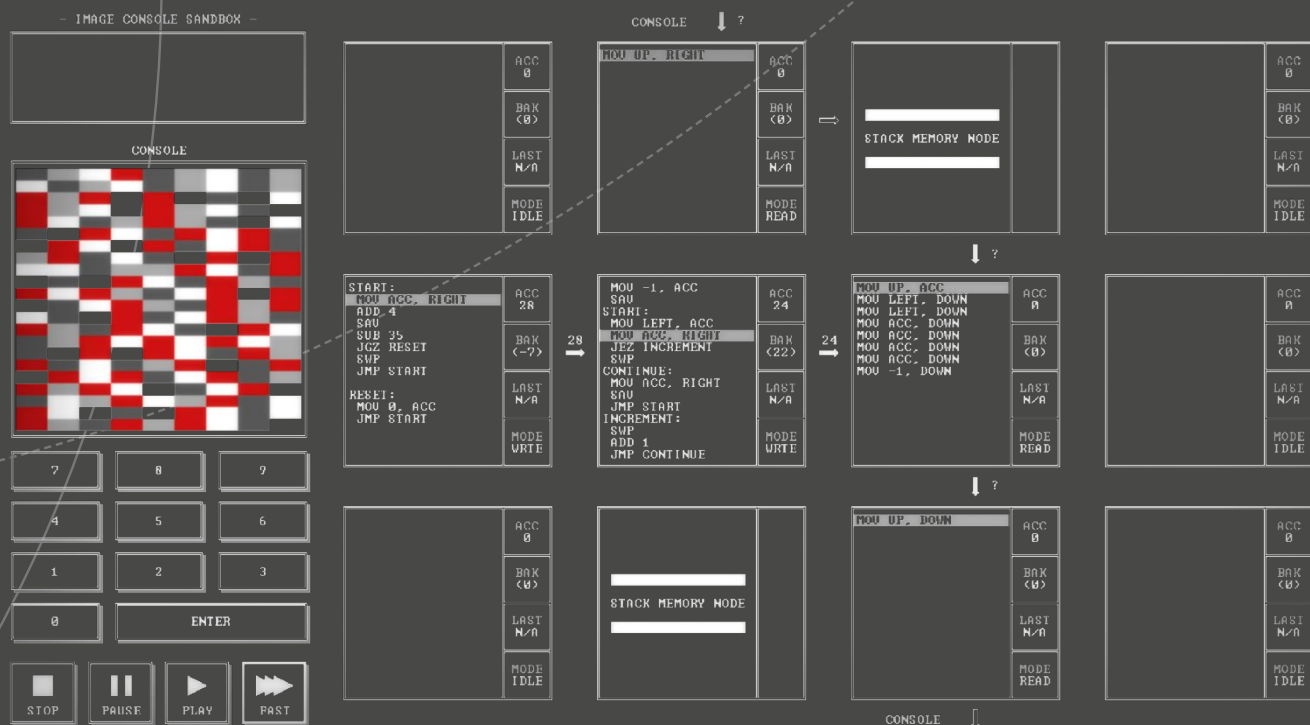 - IMAGE CONSOLE SANDBOX -
CONSOLE
7
8
9
4
5
6
1
2
3
0
ENTER
STOP
PAUSE
PLAY
FAST
CONSOLE ?
ACC
0
BAK
(0)
LAST
N/A
MODE
IDLE
MOV UP, RIGHT
ACC
0
BAK
(0)
LAST
N/A
MODE
READ
STACK MEMORY NODE
ACC
0
BAK
(0)
LAST
N/A
MODE
IDLE
?
START:
MOV ACC, RIGHT
ADD 4
SAV
SUB 35
JGZ RESET
SWP
JMP START
RESET:
MOV 0, ACC
JMP START
ACC
28
BAK
(-7)
LAST
N/A
MODE
WRTE
28
MOV -1, ACC
SAV
START:
MOV LEFT, ACC
MOV ACC, RIGHT
JEZ INCREMENT
SWP
CONTINUE:
MOV ACC, RIGHT
SAV
JMP START
INCREMENT:
SWP
ADD 1
JMP CONTINUE
ACC
24
BAK
(22)
LAST
N/A
MODE
WRTE
24
MOV UP, ACC
MOV LEFT, DOWN
MOV LEFT, DOWN
MOV ACC, DOWN
MOV ACC, DOWN
MOV ACC, DOWN
MOV ACC, DOWN
MOV -1, DOWN
ACC
0
BAK
(0)
LAST
N/A
MODE
READ
ACC
0
BAK
(0)
LAST
N/A
MODE
IDLE
?
ACC
0
BAK
(0)
LAST
N/A
MODE
IDLE
STACK MEMORY NODE
MOV UP, DOWN
ACC
0
BAK
(0)
LAST
N/A
MODE
READ
ACC
0
BAK
(0)
LAST
N/A
MODE
IDLE
CONSOLE